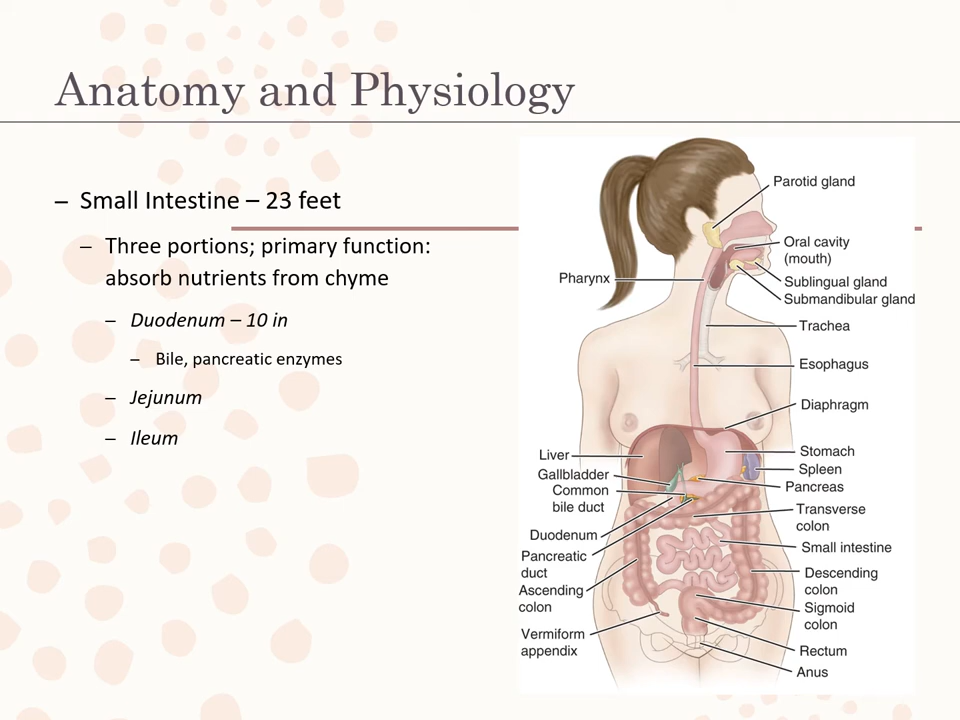 Anatomy and Physiology
– Small Intestine – 23 feet
– Three portions; primary function:
absorb nutrients from chyme
– Duodenum – 10 in
– Bile, pancreatic enzymes
– Jejunum
– Ileum
Parotid gland
Oral cavity
(mouth)
Sublingual gland
Submandibular gland
Pharynx
Trachea
Esophagus
Diaphragm
Liver
Gallbladder
Common
bile duct
Duodenum
Pancreatic
duct
Ascending
colon
Vermiform
appendix
Stomach
Spleen
Pancreas
Transverse
colon
Small intestine
Descending
colon
Sigmoid
colon
Rectum
Anus